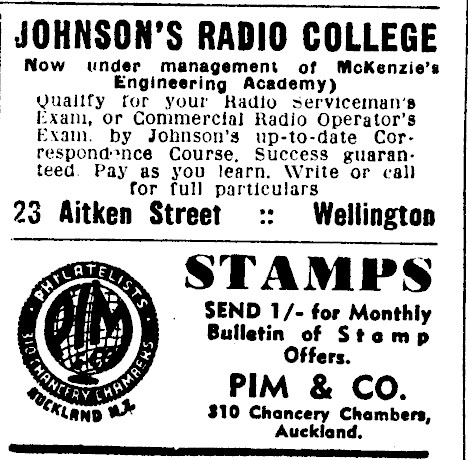 JOHNSON'S RADIO COLLEGE
Now under management of McKenzie's
Engineering Academy)
Qualify for your Radio Serviceman's
Exam, or Commercial Radio Operator's
Exam. by Johnson's up-to-date Cor-
respondence Course. Success guaran-
teed. Pay as you learn. Write or call
for full particulars
23 Aitken Street :: Wellington
PHILATELISTS
PIM
& CO.
310 CHANCERY CHAMBERS
AUCKLAND N.Z.
STAMPS
SEND 1/- for Monthly
Bulletin of Stamp
Offers.
PIM & CO.
310 Chancery Chambers,
Auckland.